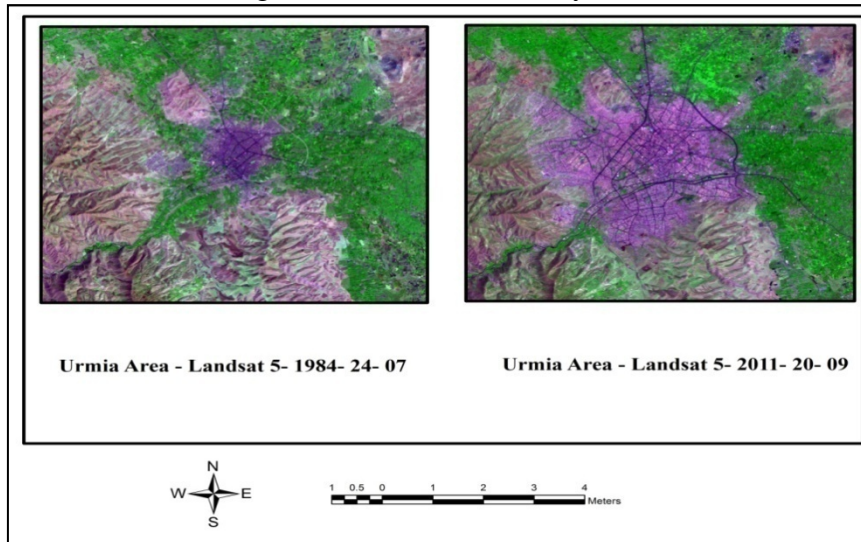 Urmia Area - Landsat 5- 1984- 24- 07
Urmia Area - Landsat 5- 2011- 20- 09
N
W E
S
1 0.5 0 1 2 3 4
Meters